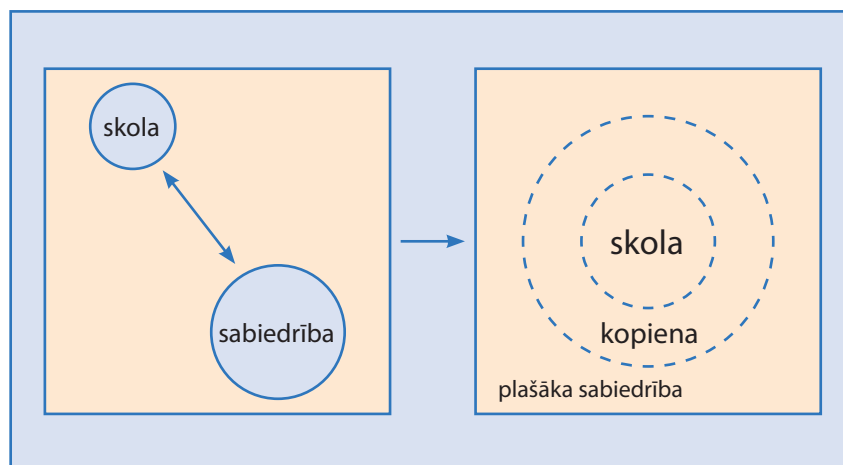 skola
sabiedrība
skola
kopiena
plašāka sabiedrība